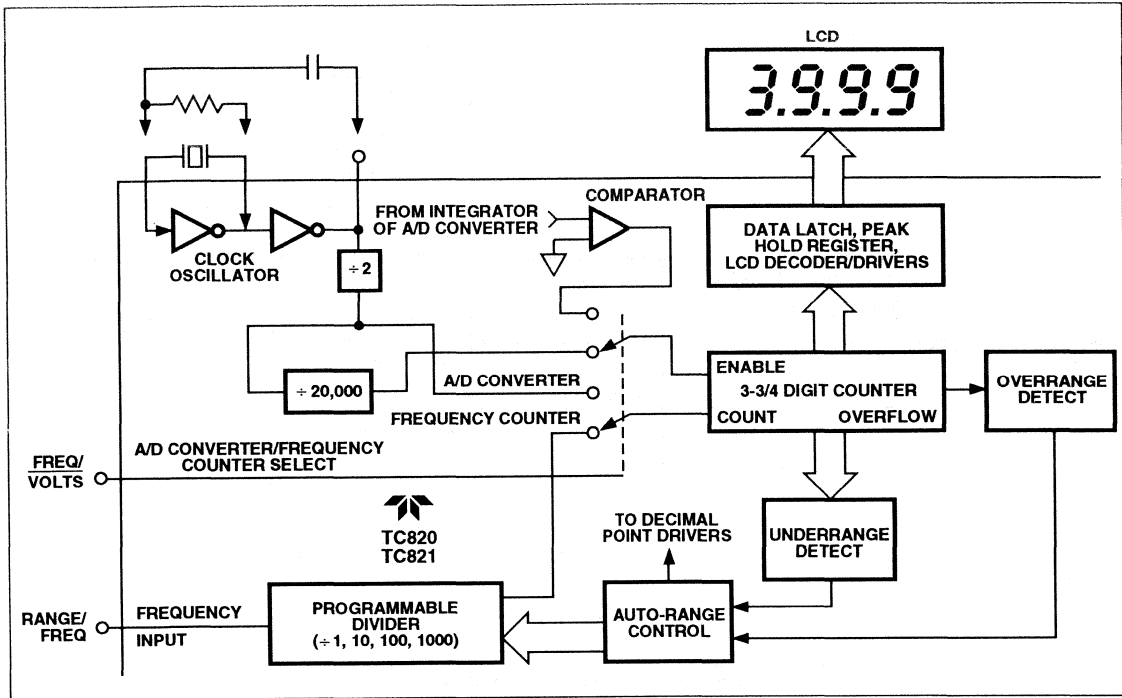 LCD
3.9.9.9
COMPARATOR
FROM INTEGRATOR
OF A/D CONVERTER
DATA LATCH, PEAK
HOLD REGISTER,
LCD DECODER/DRIVERS
CLOCK
OSCILLATOR
÷ 2
÷ 20,000
A/D CONVERTER
FREQUENCY COUNTER
ENABLE
3-3/4 DIGIT COUNTER
COUNT
OVERFLOW
OVERRANGE
DETECT
FREQ/
VOLTS
A/D CONVERTER/FREQUENCY
COUNTER SELECT
TC820
TC821
TO DECIMAL
POINT DRIVERS
UNDERRANGE
DETECT
RANGE/
FREQ
FREQUENCY
INPUT
PROGRAMMABLE
DIVIDER
(÷ 1, 10, 100, 1000)
AUTO-RANGE
CONTROL